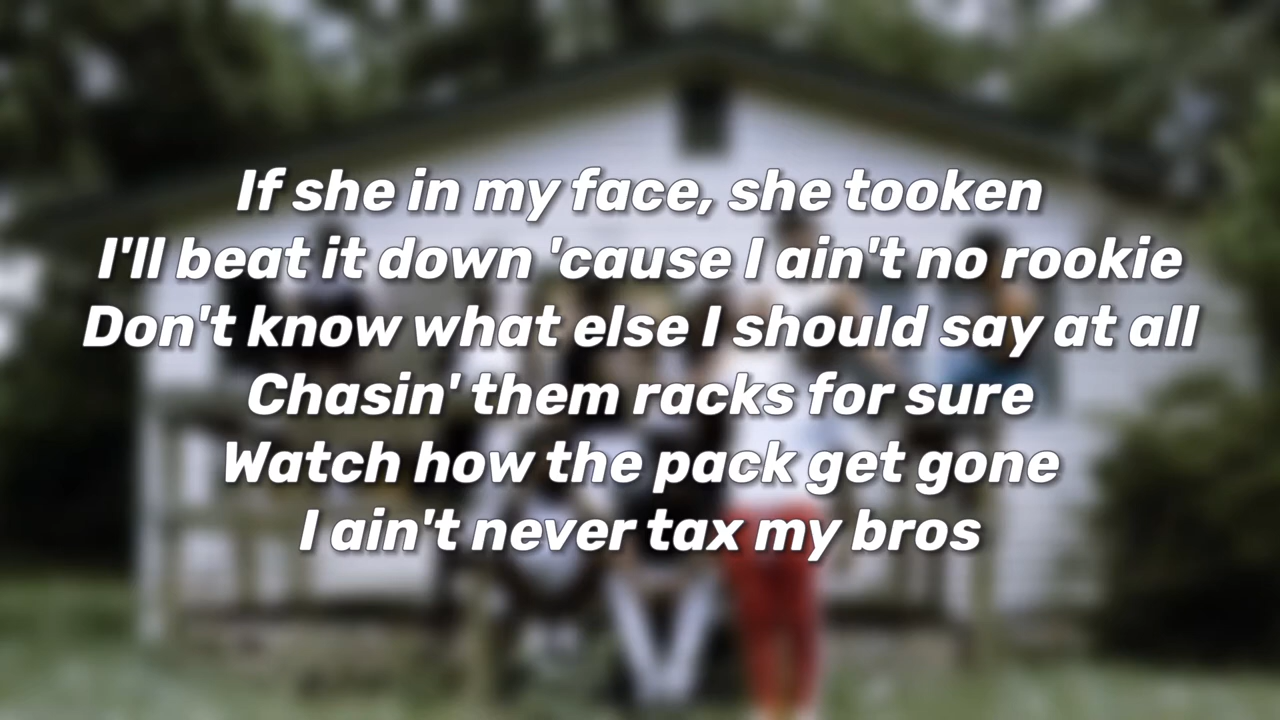 If she in my face, she tooken
I'll beat it down 'cause I ain't no rookie
Don't know what else I should say at all
Chasin' them racks for sure
Watch how the pack get gone
I ain't never tax my bros